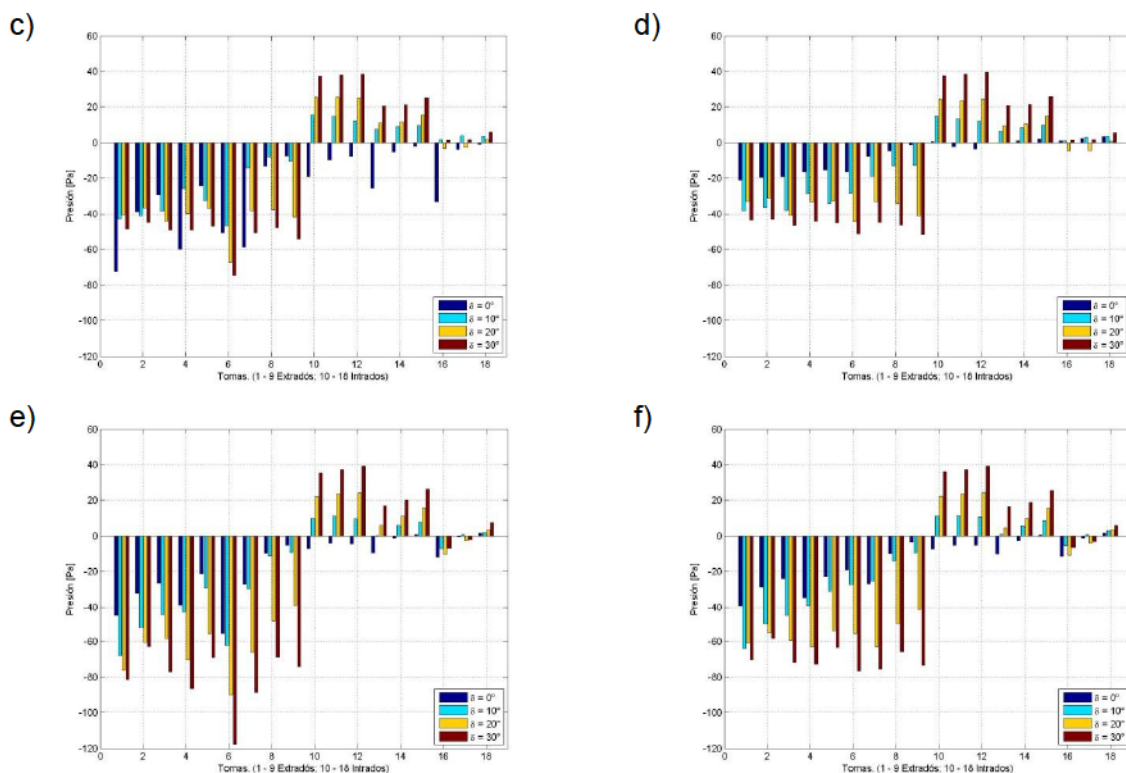 c)
60
40
20
0
-20
-40
-60
-80
-100
-120
Presión [Pa]
δ = 0°
δ = 10°
δ = 20°
δ = 30°
0 2 4 6 8 10 12 14 16 18
Tomas. (1 - 9 Extradós; 10 - 18 Intrados)
d)
60
40
20
0
-20
-40
-60
-80
-100
-120
Presión [Pa]
δ = 0°
δ = 10°
δ = 20°
δ = 30°
0 2 4 6 8 10 12 14 16 18
Tomas. (1 - 9 Extradós; 10 - 18 Intrados)
e)
60
40
20
0
-20
-40
-60
-80
-100
-120
Presión [Pa]
δ = 0°
δ = 10°
δ = 20°
δ = 30°
0 2 4 6 8 10 12 14 16 18
Tomas. (1 - 9 Extradós; 10 - 18 Intrados)
f)
60
40
20
0
-20
-40
-60
-80
-100
-120
Presión [Pa]
δ = 0°
δ = 10°
δ = 20°
δ = 30°
0 2 4 6 8 10 12 14 16 18
Tomas. (1 - 9 Extradós; 10 - 18 Intrados)